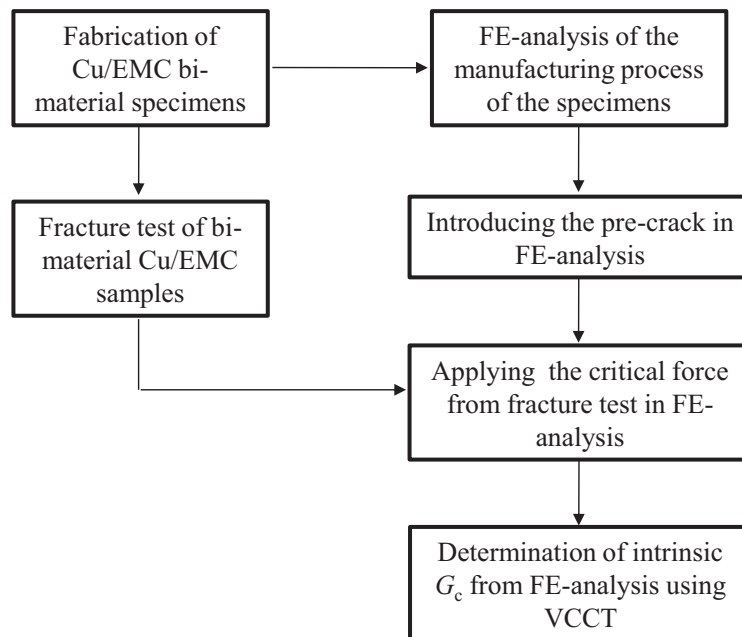 Fabrication of
Cu/EMC bi-
material specimens
FE-analysis of the
manufacturing process
of the specimens
Fracture test of bi-
material Cu/EMC
samples
Introducing the pre-crack in
FE-analysis
Applying the critical force
from fracture test in FE-
analysis
Determination of intrinsic
Gc from FE-analysis using
VCCT